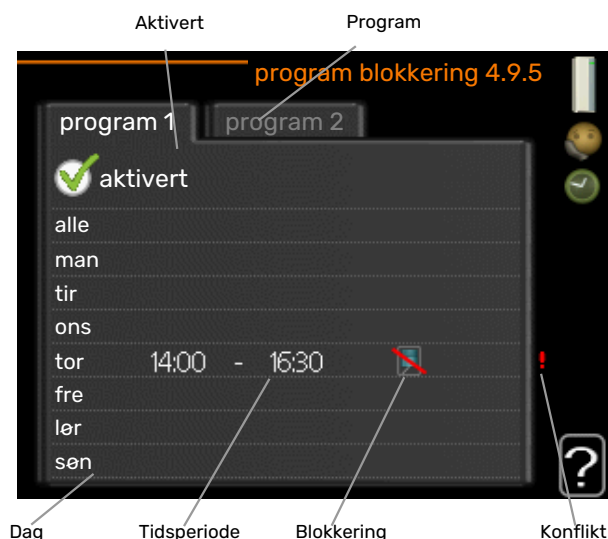 Aktivert Program
program blokkering 4.9.5
program 1 program 2
aktivert
alle
man
tir
ons
tor 14:00 - 16:30 !
fre
lør
søn
?
Dag Tidsperiode Blokkering Konflikt